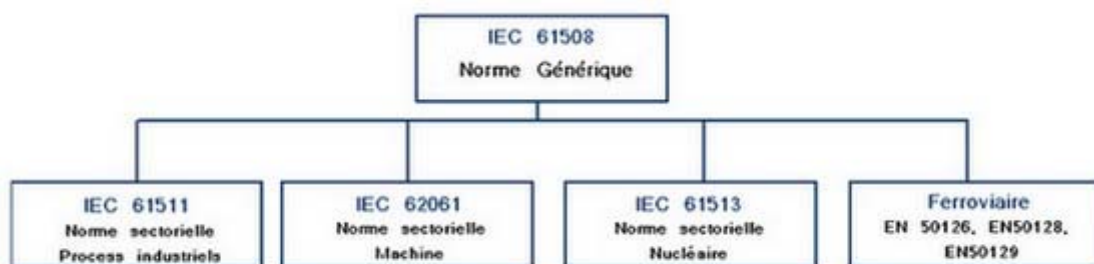 IEC 61508
Norme Générique
IEC 61511
Norme sectorielle
Process industriels
IEC 62061
Norme sectorielle
Machine
IEC 61513
Norme sectorielle
Nucléaire
Ferroviaire
EN 50126, EN50128,
EN50129